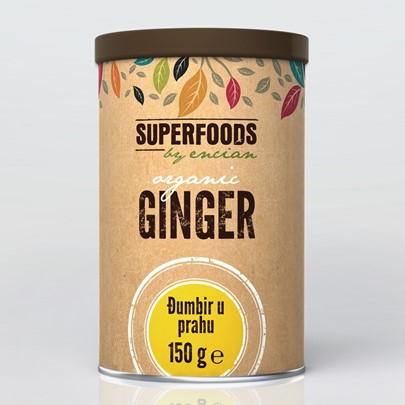 SUPERFOODS
by encian
organic
GINGER
Đumbir u
prahu
150 g ℮